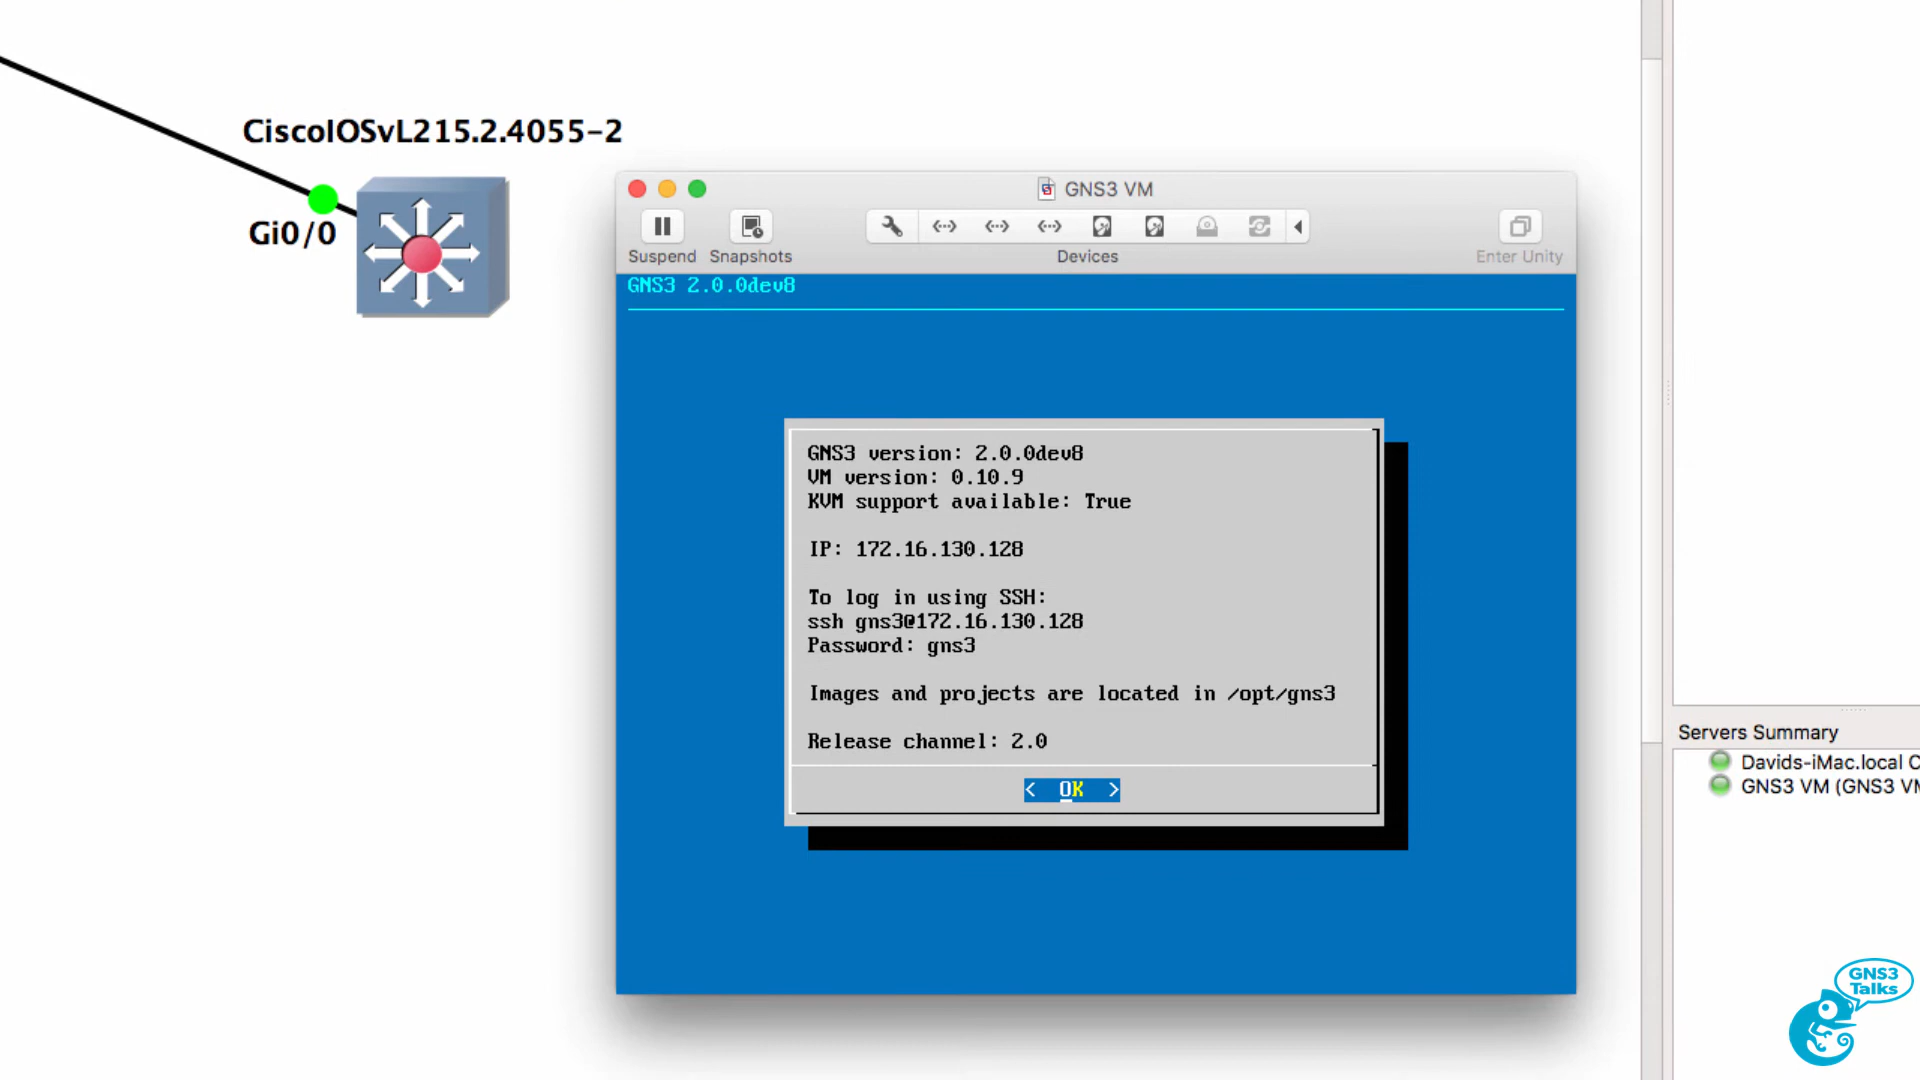 CiscoIOSvL215.2.4055-2
Gi0/0
GNS3 VM
Suspend
Snapshots
Devices
Enter Unity
GNS3 2.0.0dev8
GNS3 version: 2.0.0dev8
VM version: 0.10.9
KVM support available: True
IP: 172.16.130.128
To log in using SSH:
ssh gns3@172.16.130.128
Password: gns3
Images and projects are located in /opt/gns3
Release channel: 2.0
< OK >
Servers Summary
Davids-iMac.local C
GNS3 VM (GNS3 VM
GNS3
Talks